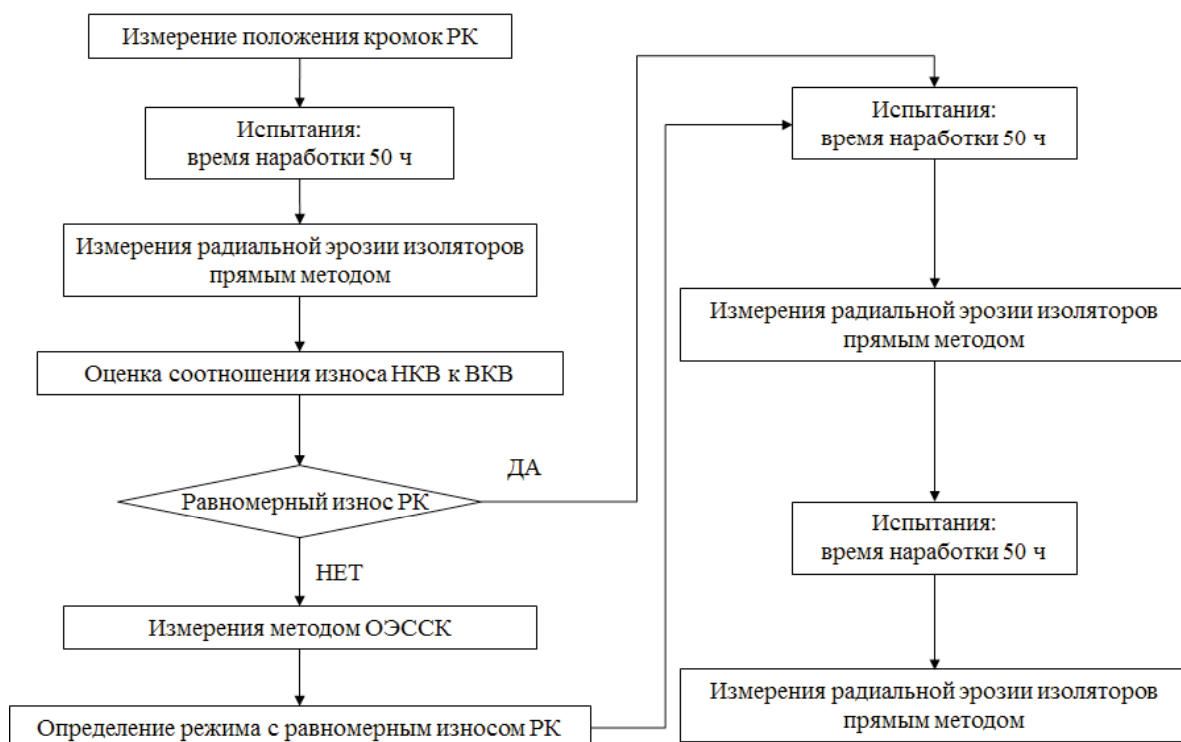 Измерение положения кромок РК
Испытания:
время наработки 50 ч
Измерения радиальной эрозии изоляторов
прямым методом
Оценка соотношения износа НКВ к ВКВ
Равномерный износ РК
ДА
НЕТ
Измерения методом ОЭССК
Определение режима с равномерным износом РК
Испытания:
время наработки 50 ч
Измерения радиальной эрозии изоляторов
прямым методом
Испытания:
время наработки 50 ч
Измерения радиальной эрозии изоляторов
прямым методом